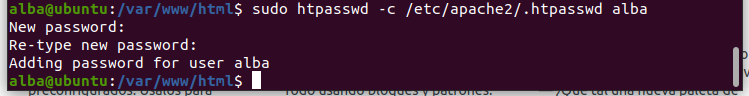 alba@ubuntu:/var/www/html$ sudo htpasswd -c /etc/apache2/.htpasswd alba
New password:
Re-type new password:
Adding password for user alba
alba@ubuntu:/var/www/html$